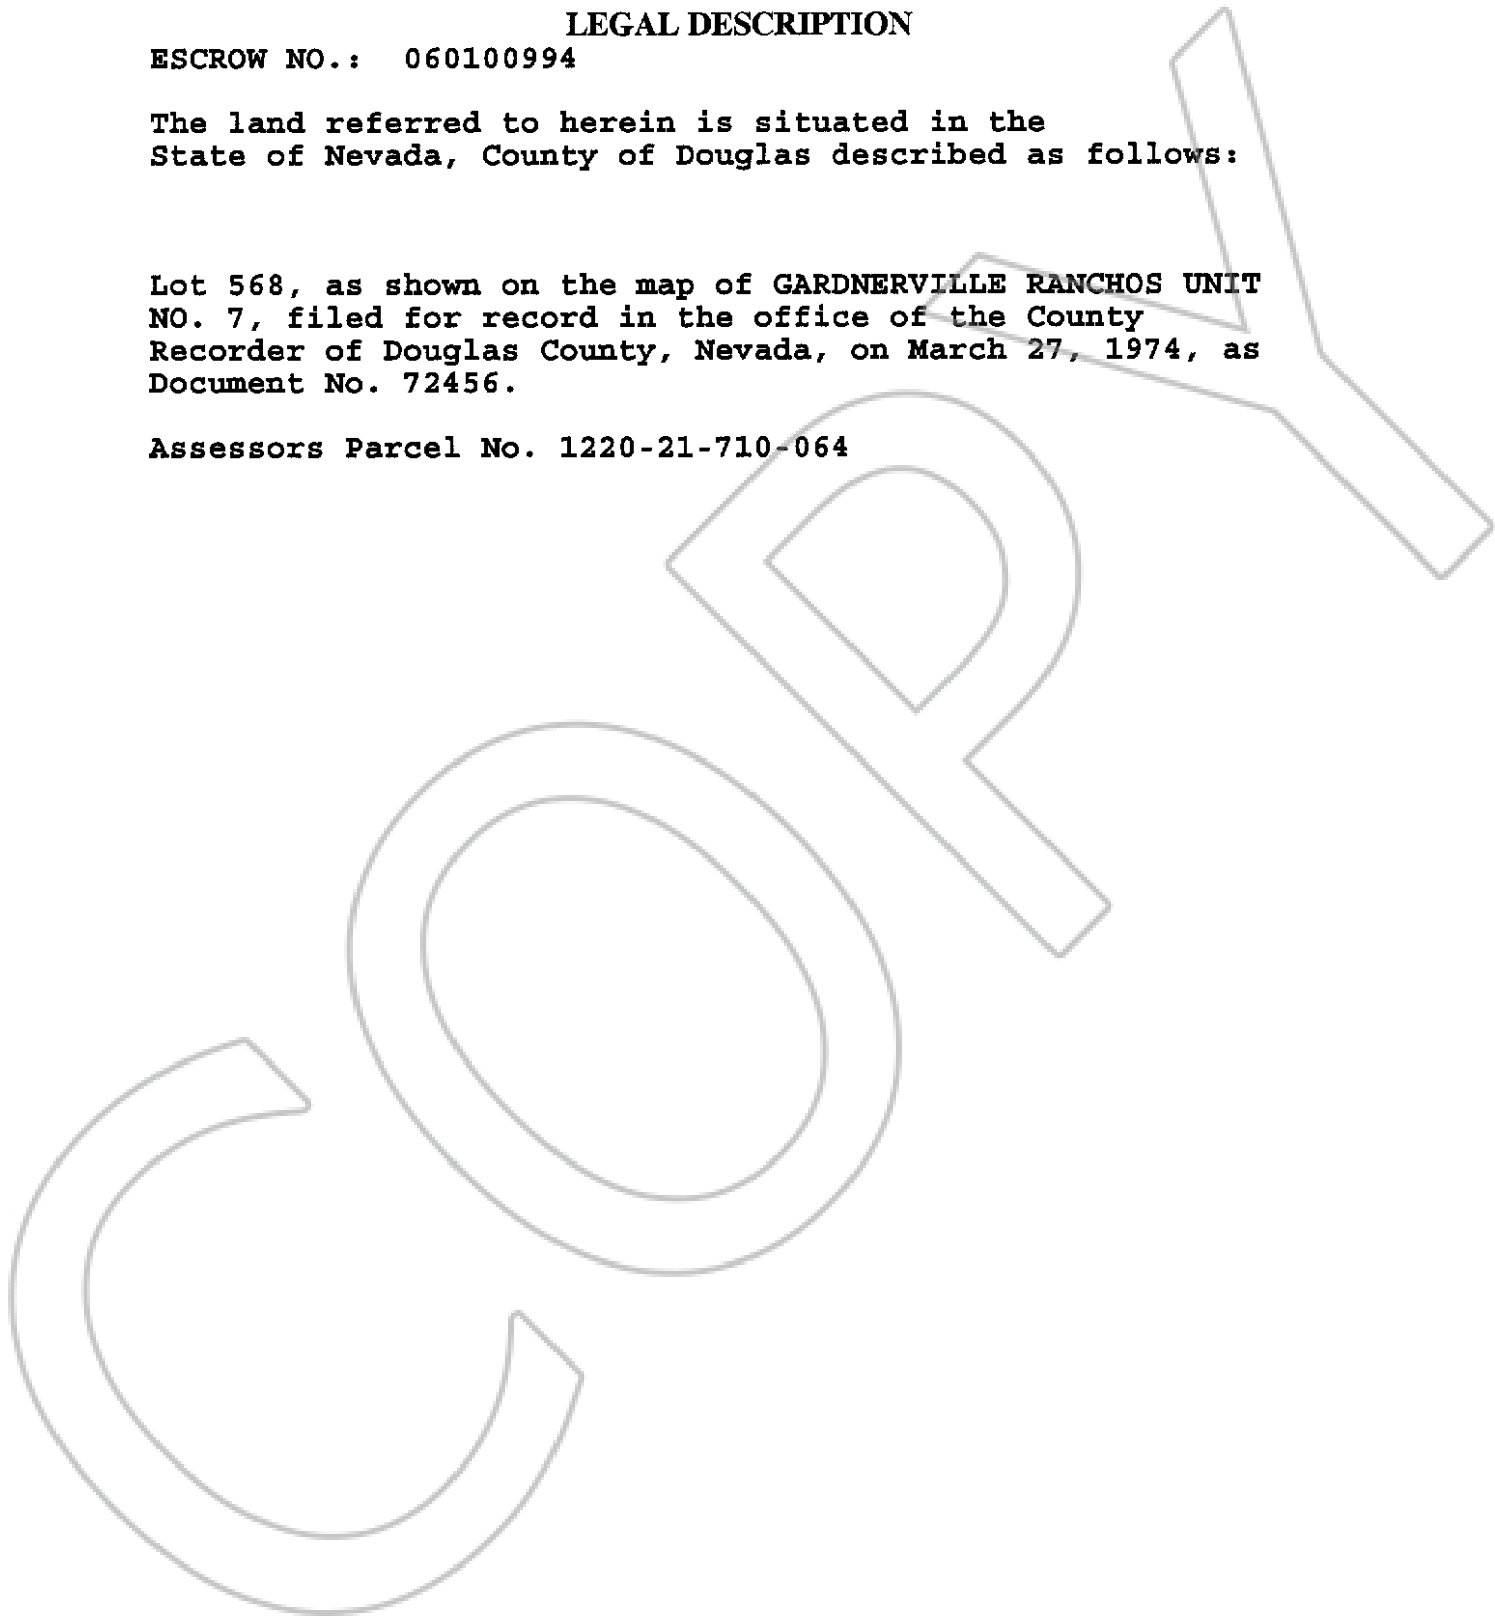 LEGAL DESCRIPTION
ESCROW NO.: 060100994
The land referred to herein is situated in the
State of Nevada, County of Douglas described as follows:
Lot 568, as shown on the map of GARDNERVILLE RANCHOS UNIT
NO. 7, filed for record in the office of the County
Recorder of Douglas County, Nevada, on March 27, 1974, as
Document No. 72456.
Assessors Parcel No. 1220-21-710-064
COPY